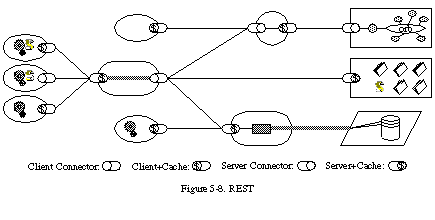 Client Connector: Client+Cache: Server Connector: Server+Cache:
Figure 5-8. REST